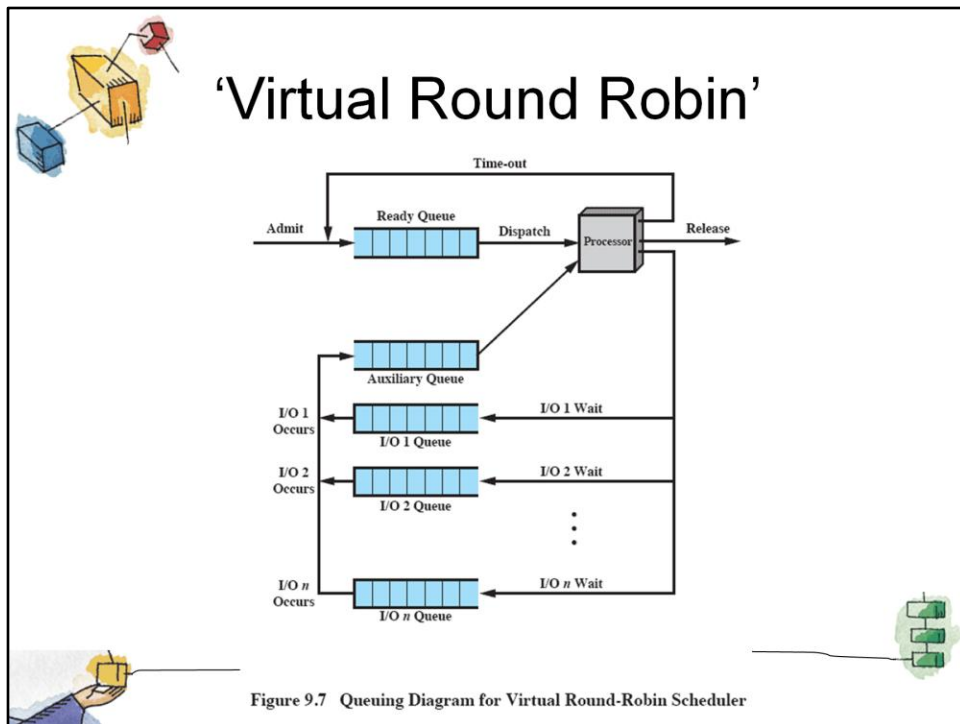 ‘Virtual Round Robin’
Time-out
Ready Queue
Admit
Dispatch
Processor
Release
Auxiliary Queue
I/O 1
Occurs
I/O 1 Wait
I/O 1 Queue
I/O 2
Occurs
I/O 2 Wait
I/O 2 Queue
I/O n
Occurs
I/O n Wait
I/O n Queue
Figure 9.7 Queuing Diagram for Virtual Round-Robin Scheduler